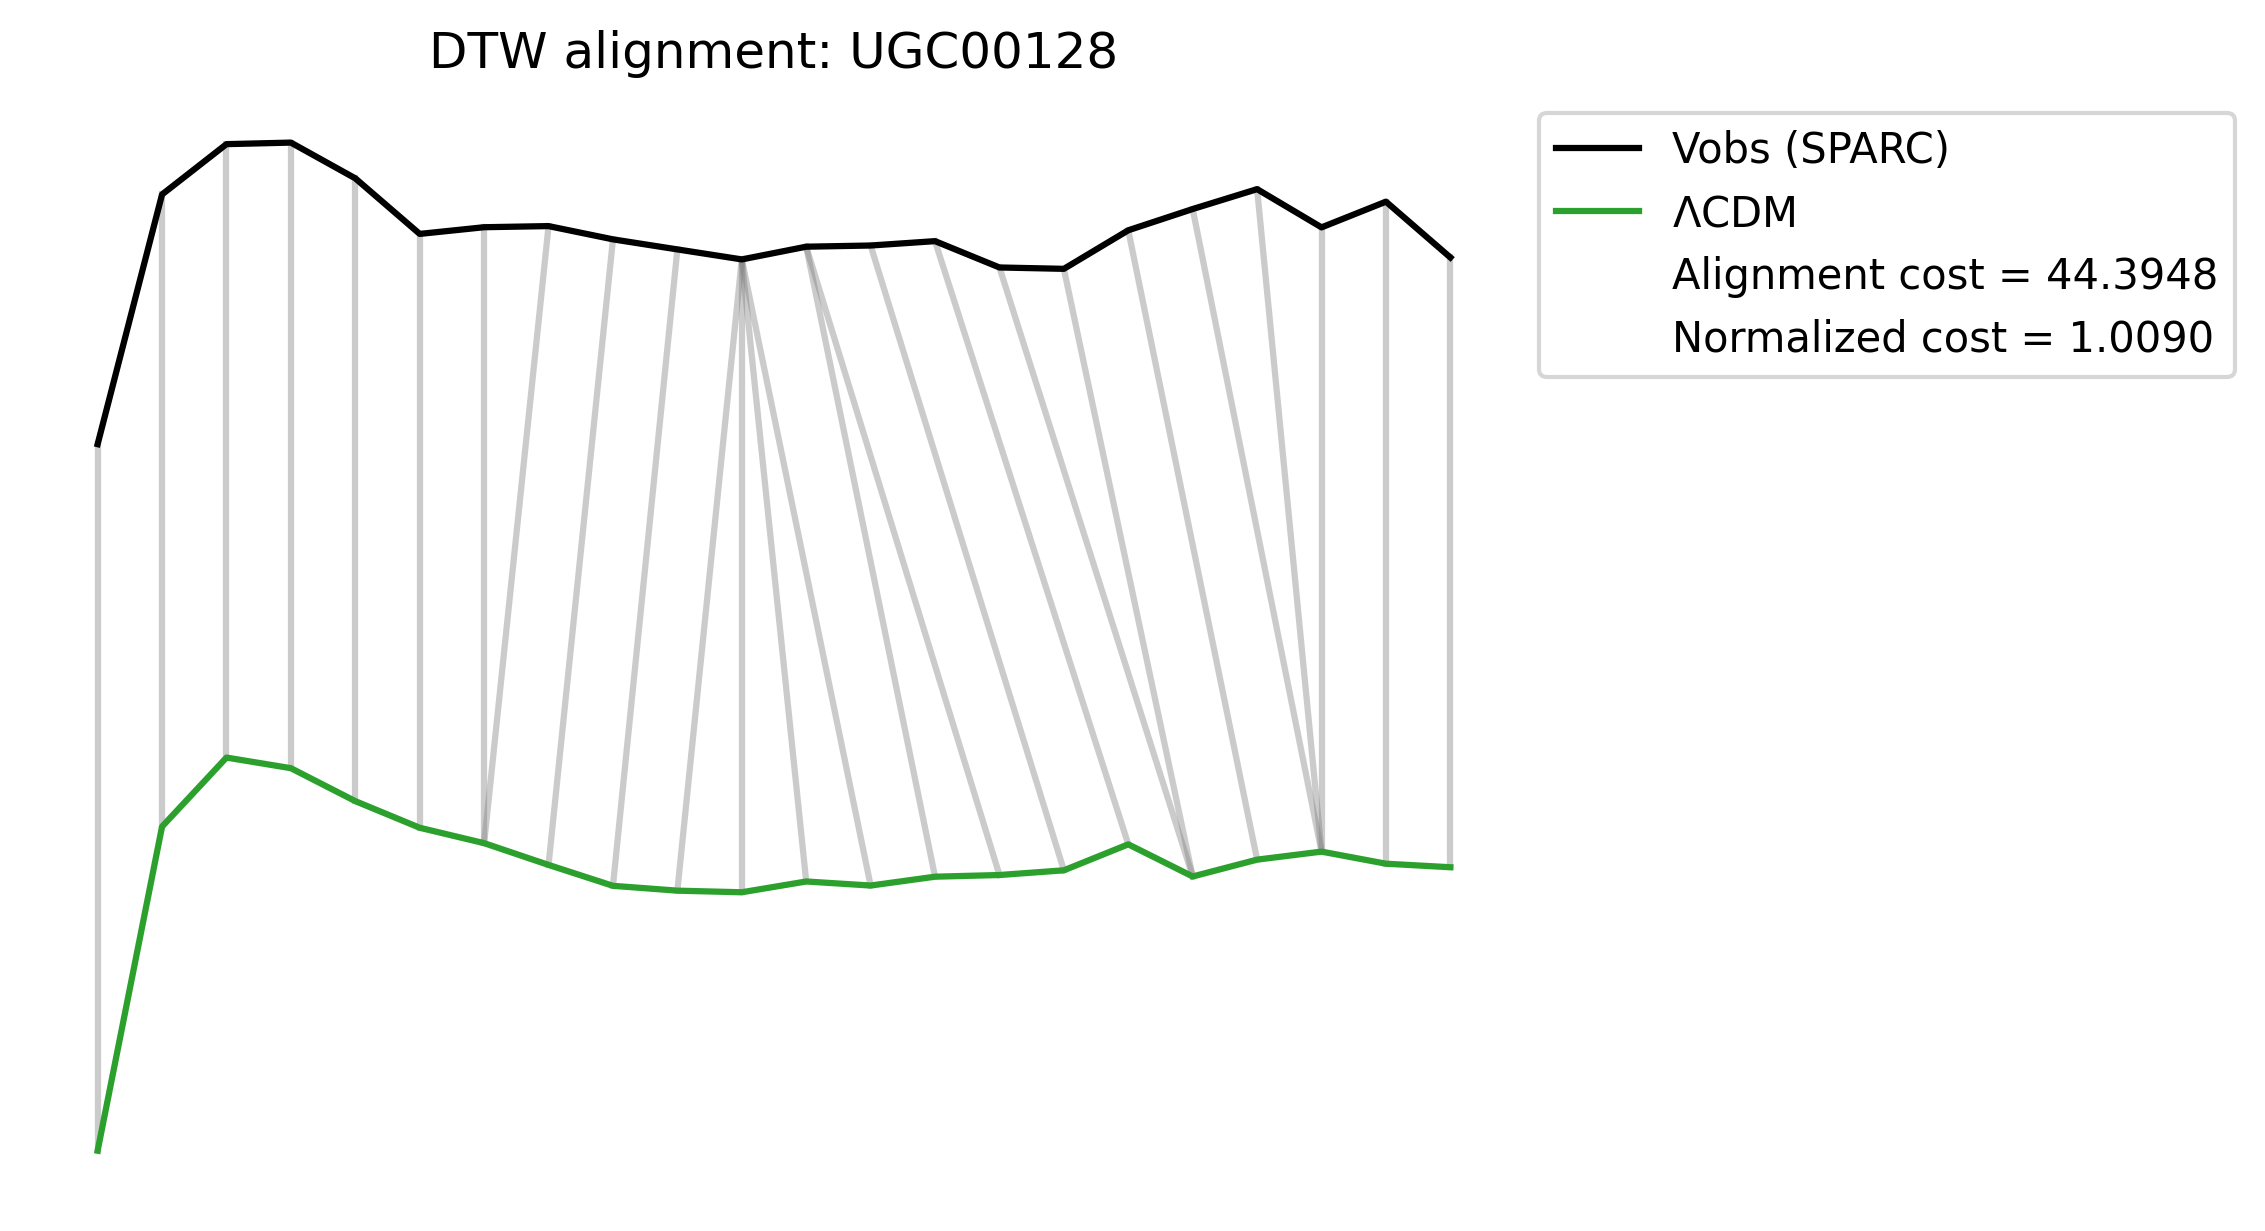 DTW alignment: UGC00128
Vobs (SPARC)
ΛCDM
Alignment cost = 44.3948
Normalized cost = 1.0090